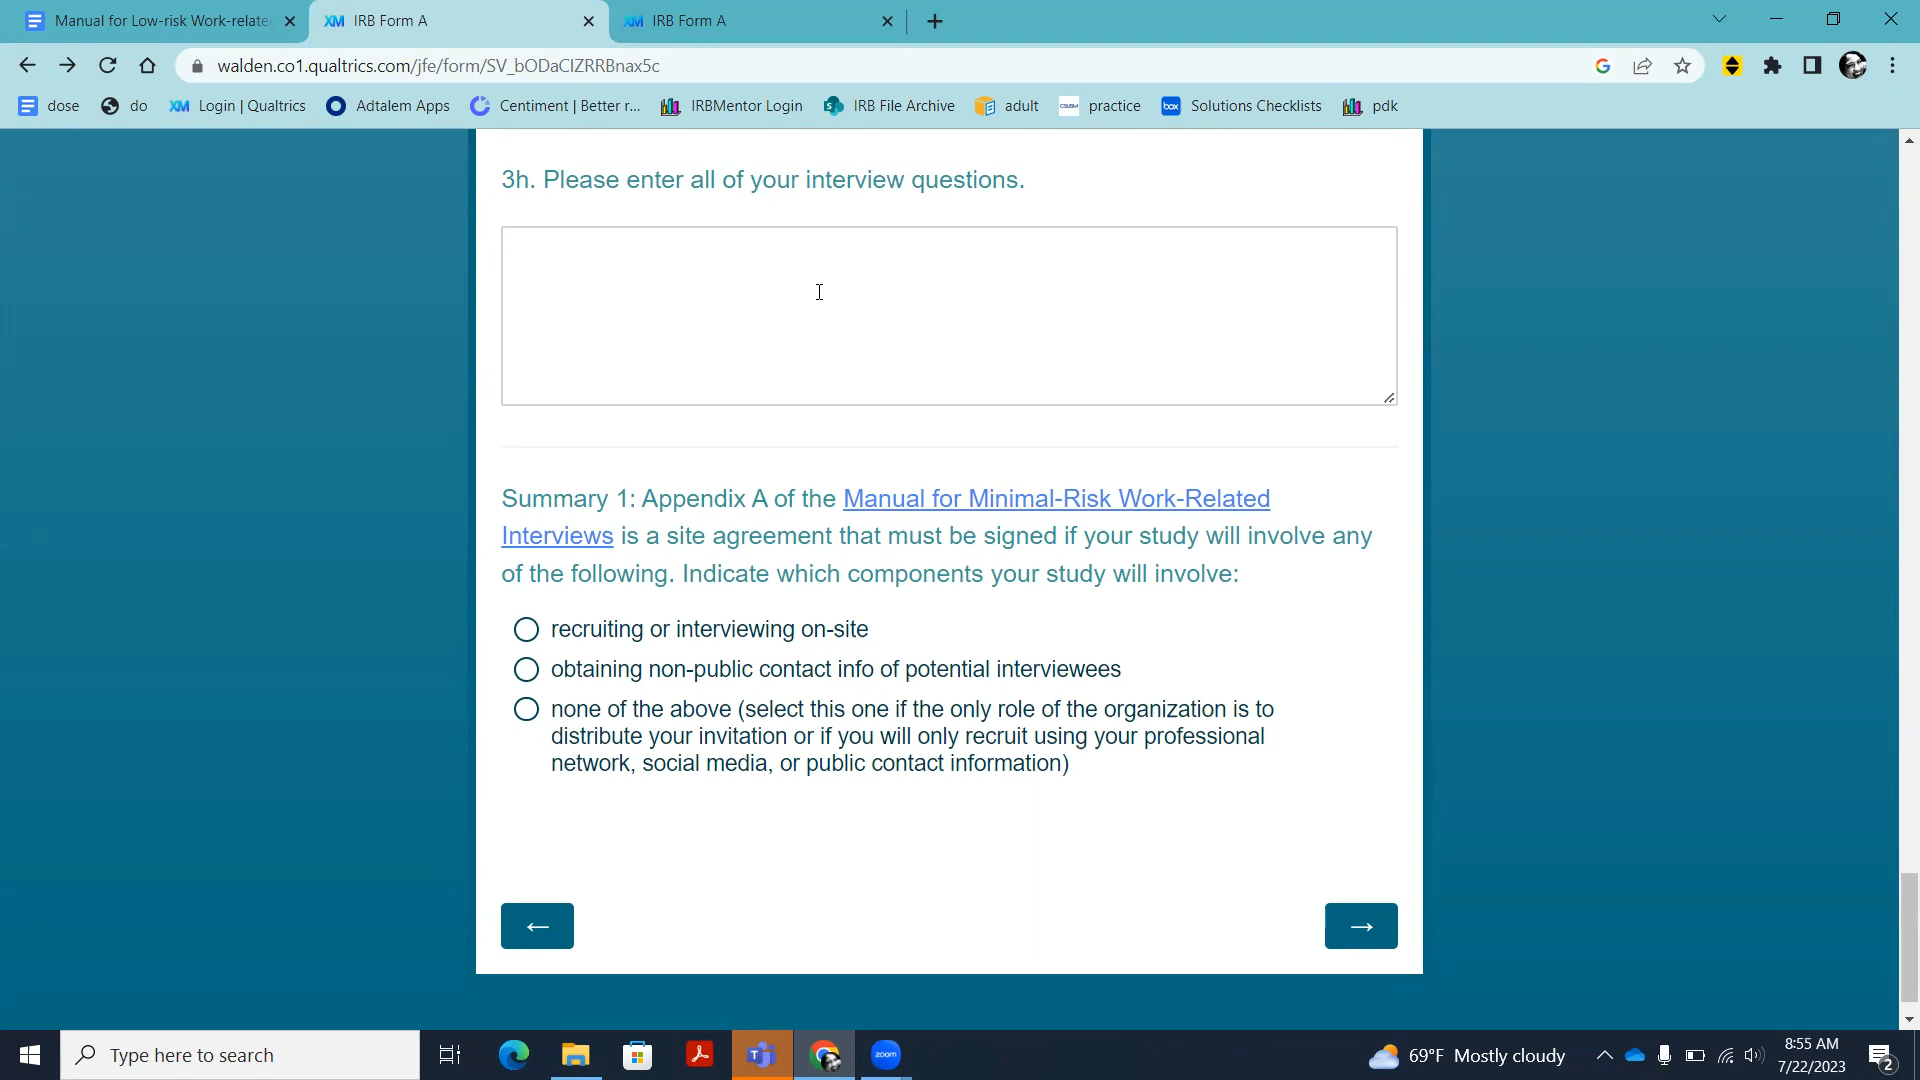 Manual for Low-risk Work-relate
IRB Form A
IRB Form A
walden.co1.qualtrics.com/jfe/form/SV_bODaCIZRRBnax5c
dose
do
XM Login | Qualtrics
Adtalem Apps
Centiment | Better r...
IRBMentor Login
IRB File Archive
adult
practice
box Solutions Checklists
pdk
3h. Please enter all of your interview questions.
Summary 1: Appendix A of the Manual for Minimal-Risk Work-Related
Interviews is a site agreement that must be signed if your study will involve any
of the following. Indicate which components your study will involve:
recruiting or interviewing on-site
obtaining non-public contact info of potential interviewees
none of the above (select this one if the only role of the organization is to
distribute your invitation or if you will only recruit using your professional
network, social media, or public contact information)
Type here to search
zoom
69°F Mostly cloudy
8:55 AM
7/22/2023
2